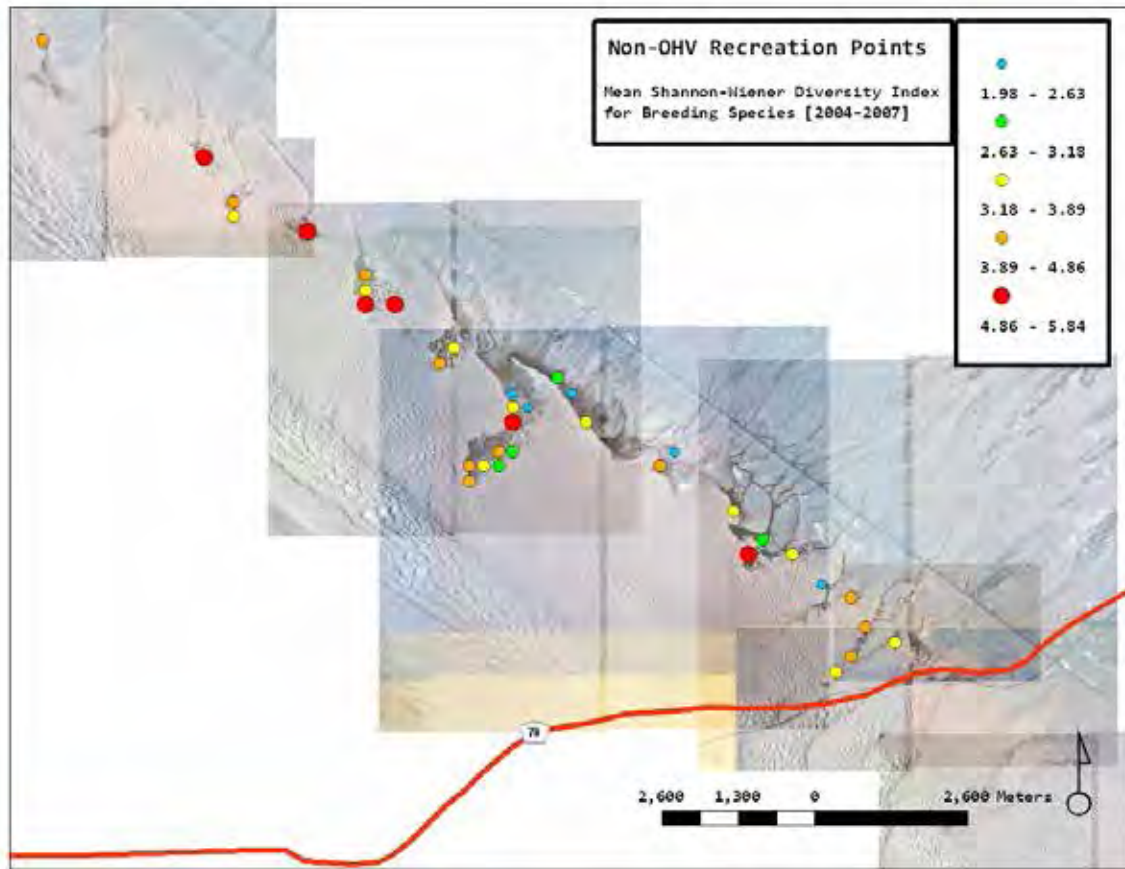 Non-OHV Recreation Points
Mean Shannon-Wiener Diversity Index
for Breeding Species [2004-2007]
1.98 - 2.63
2.63 - 3.18
3.18 - 3.89
3.89 - 4.86
4.86 - 5.84
78
2,600 1,300 0 2,600 Meters